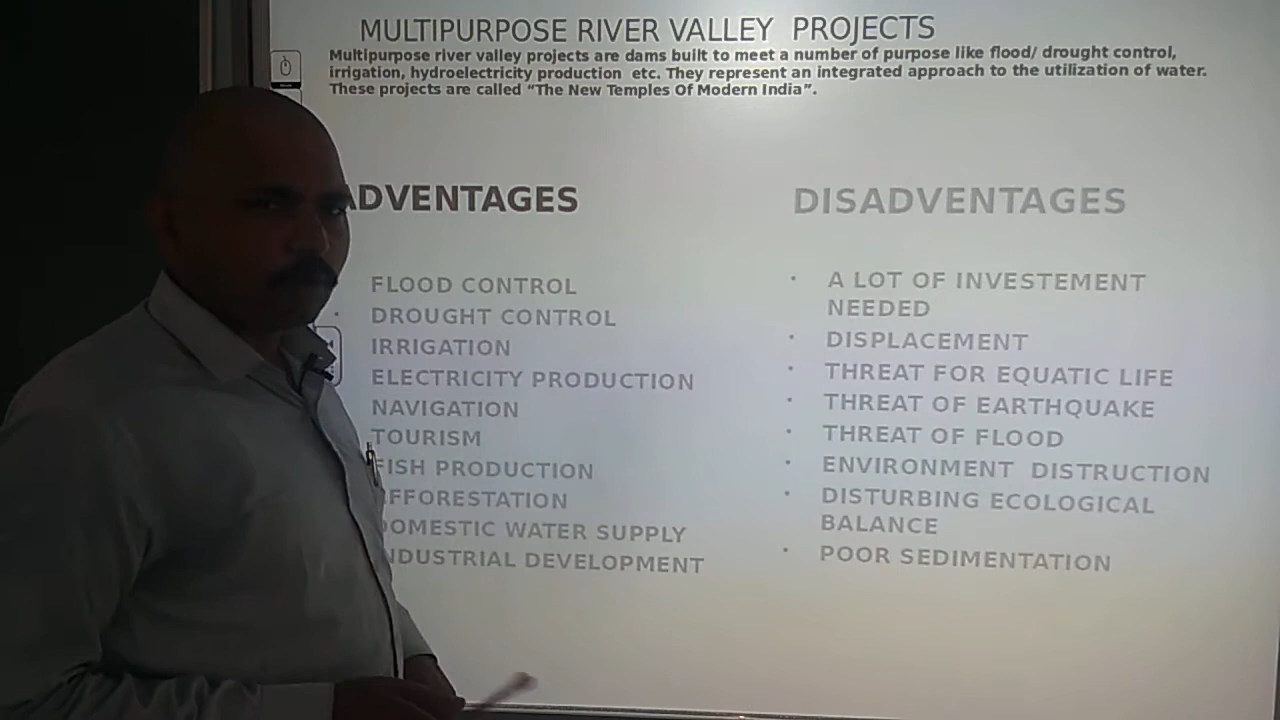 MULTIPURPOSE RIVER VALLEY PROJECTS
Multipurpose river valley projects are dams built to meet a number of purpose like flood/ drought control,
irrigation, hydroelectricity production etc. They represent an integrated approach to the utilization of water.
These projects are called “The New Temples Of Modern India”.
ADVENTAGES
FLOOD CONTROL
DROUGHT CONTROL
IRRIGATION
ELECTRICITY PRODUCTION
NAVIGATION
TOURISM
FISH PRODUCTION
AFFORESTATION
DOMESTIC WATER SUPPLY
INDUSTRIAL DEVELOPMENT
DISADVENTAGES
• A LOT OF INVESTEMENT
NEEDED
• DISPLACEMENT
• THREAT FOR EQUATIC LIFE
• THREAT OF EARTHQUAKE
• THREAT OF FLOOD
• ENVIRONMENT DISTRUCTION
• DISTURBING ECOLOGICAL
BALANCE
• POOR SEDIMENTATION